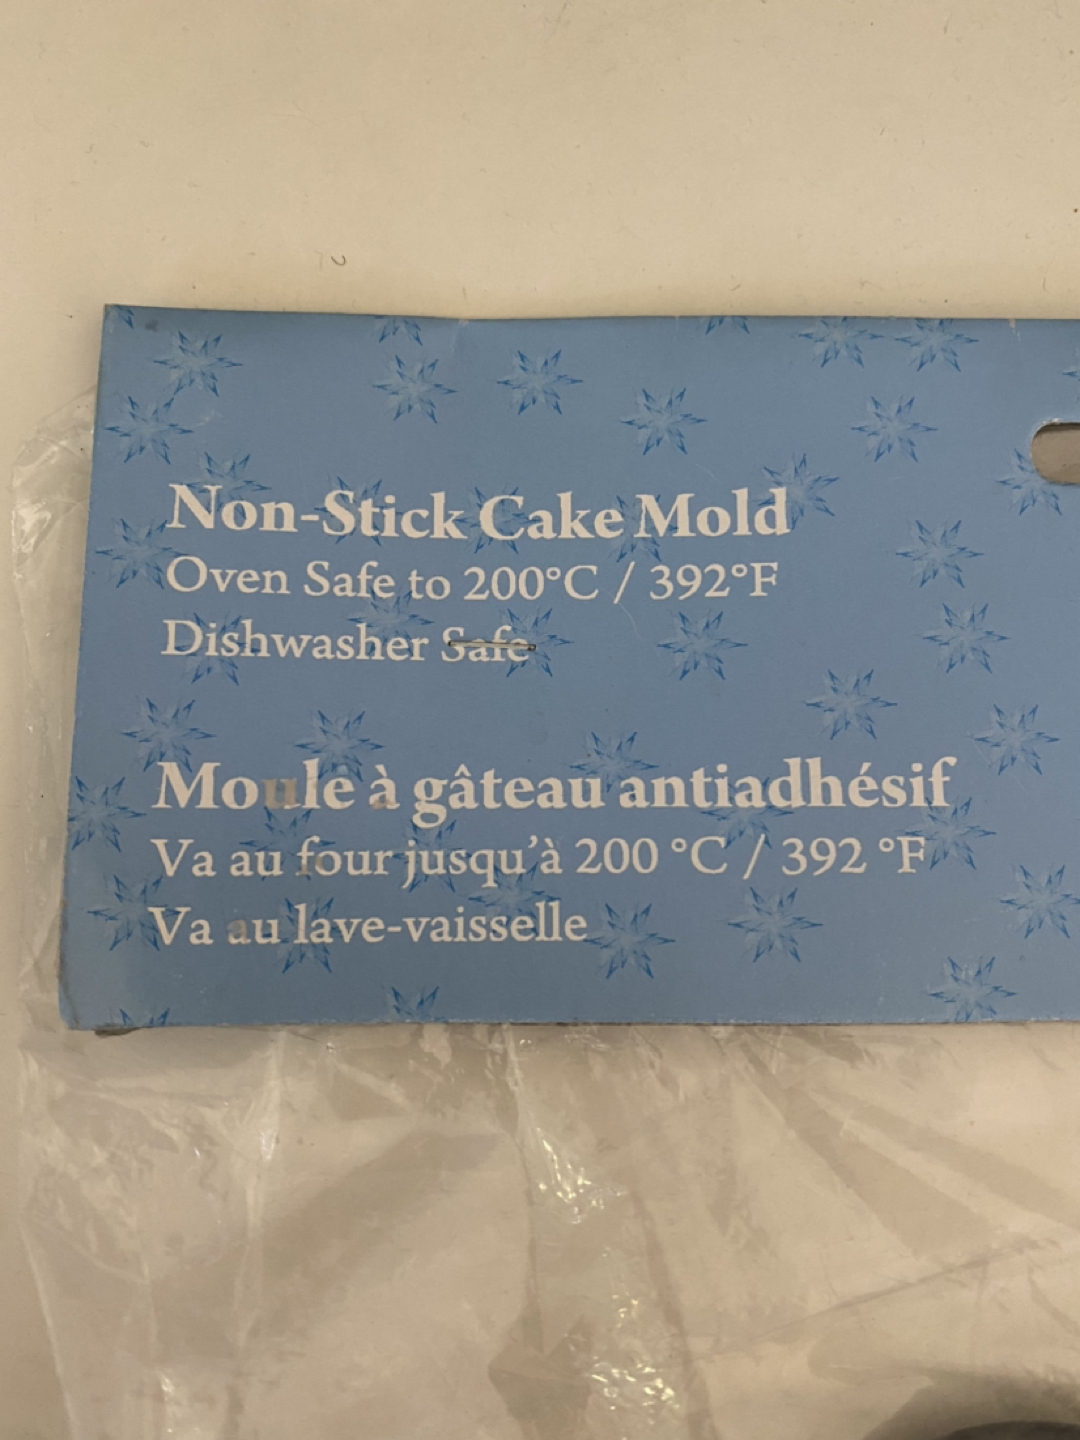 Non-Stick Cake Mold
Oven Safe to 200°C / 392°F
Dishwasher Safe
Moule à gâteau antiadhésif
Va au four jusqu'à 200 °C / 392 °F
Va au lave-vaisselle